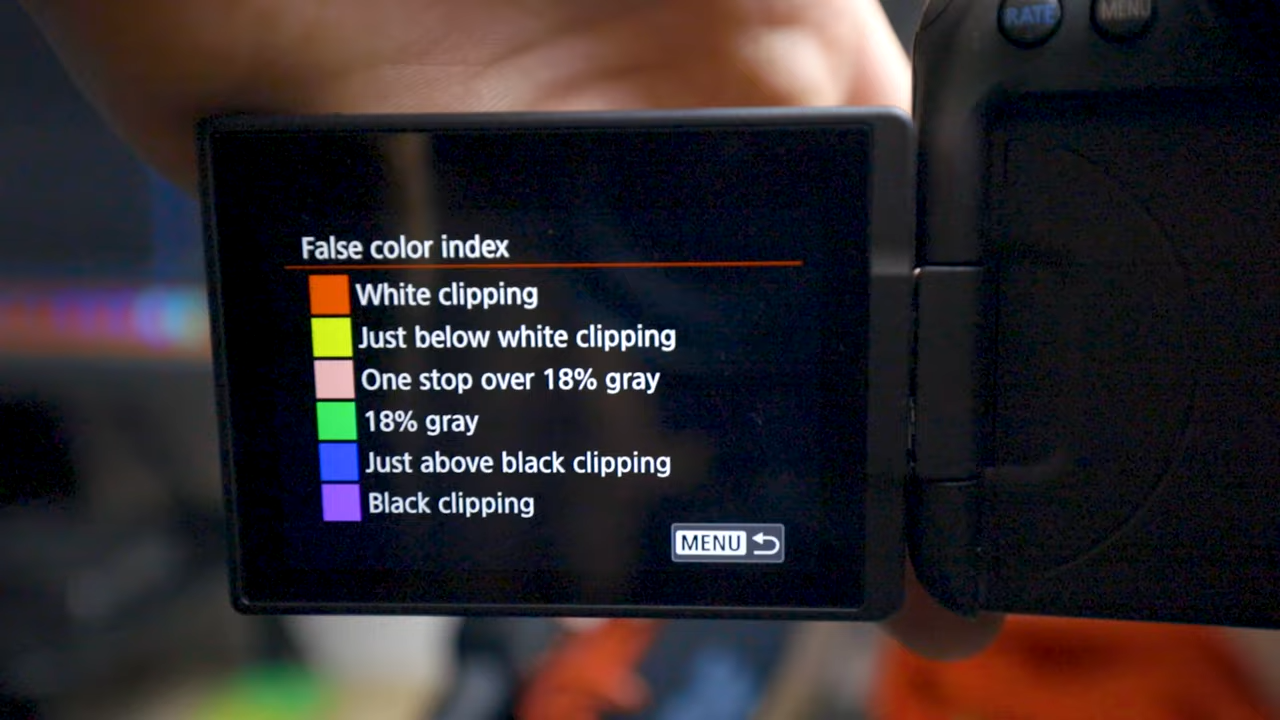 RATE
MENU
False color index
White clipping
Just below white clipping
One stop over 18% gray
18% gray
Just above black clipping
Black clipping
MENU